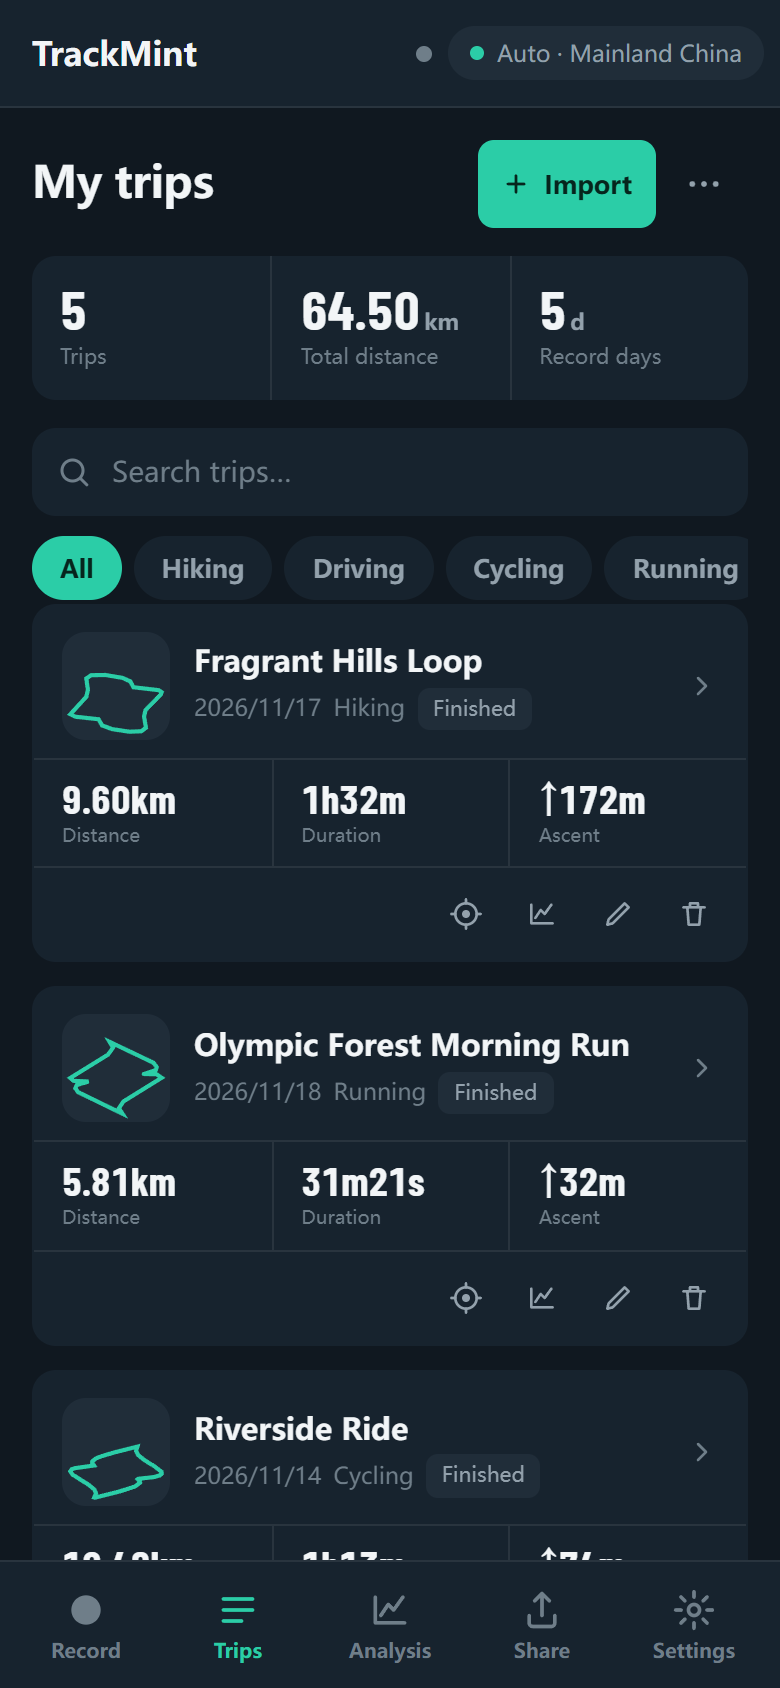 TrackMint
Auto · Mainland China
My trips
+ Import
5
Trips
64.50 km
Total distance
5 d
Record days
Search trips...
All Hiking Driving Cycling Running
Fragrant Hills Loop
2026/11/17 Hiking Finished
9.60km 1h32m ↑172m
Distance Duration Ascent
Olympic Forest Morning Run
2026/11/18 Running Finished
5.81km 31m21s ↑32m
Distance Duration Ascent
Riverside Ride
2026/11/14 Cycling Finished
Record Trips Analysis Share Settings